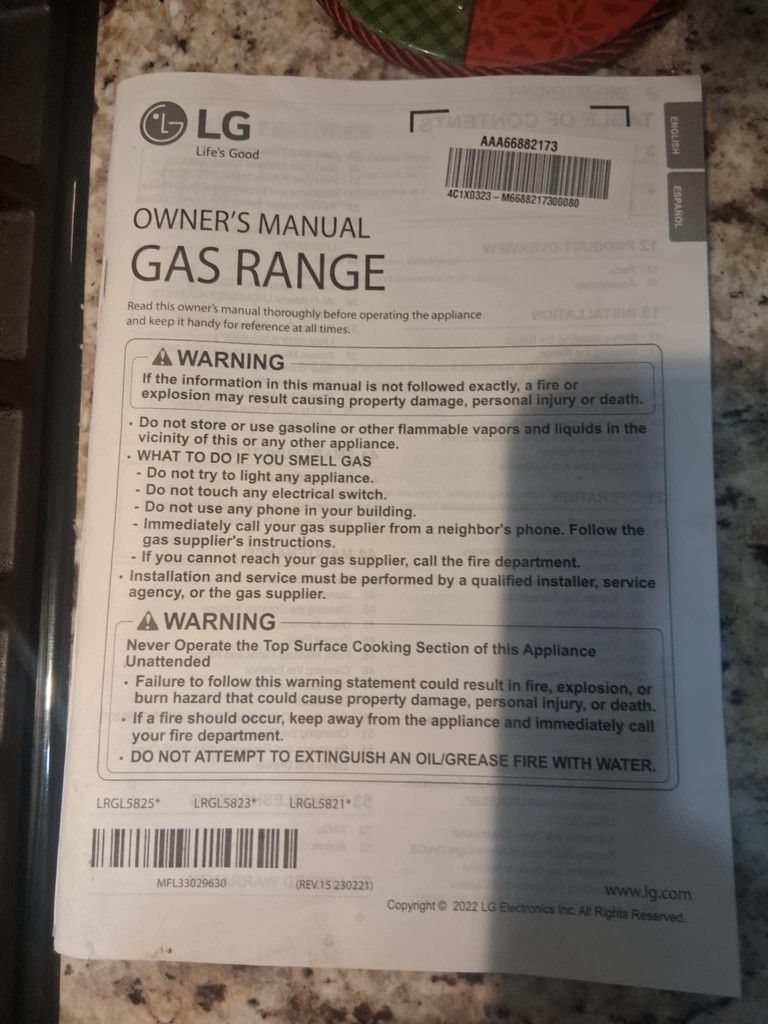 LG
Life's Good
AAA66882173
4C1X0323-M6688217300080
ENGLISH
ESPAÑOL
OWNER'S MANUAL
GAS RANGE
Read this owner's manual thoroughly before operating the appliance
and keep it handy for reference at all times.
WARNING
If the information in this manual is not followed exactly, a fire or
explosion may result causing property damage, personal injury or death.
• Do not store or use gasoline or other flammable vapors and liquids in the
vicinity of this or any other appliance.
• WHAT TO DO IF YOU SMELL GAS
- Do not try to light any appliance.
- Do not touch any electrical switch.
- Do not use any phone in your building.
- Immediately call your gas supplier from a neighbor's phone. Follow the
gas supplier's instructions.
- If you cannot reach your gas supplier, call the fire department.
• Installation and service must be performed by a qualified installer, service
agency, or the gas supplier.
WARNING
Never Operate the Top Surface Cooking Section of this Appliance
Unattended
• Failure to follow this warning statement could result in fire, explosion, or
burn hazard that could cause property damage, personal injury, or death.
• If a fire should occur, keep away from the appliance and immediately call
your fire department.
• DO NOT ATTEMPT TO EXTINGUISH AN OIL/GREASE FIRE WITH WATER.
LRGL5825* LRGL5823* LRGL5821*
MFL33029630 (REV.15 230221)
www.lg.com
Copyright © 2022 LG Electronics Inc. All Rights Reserved.